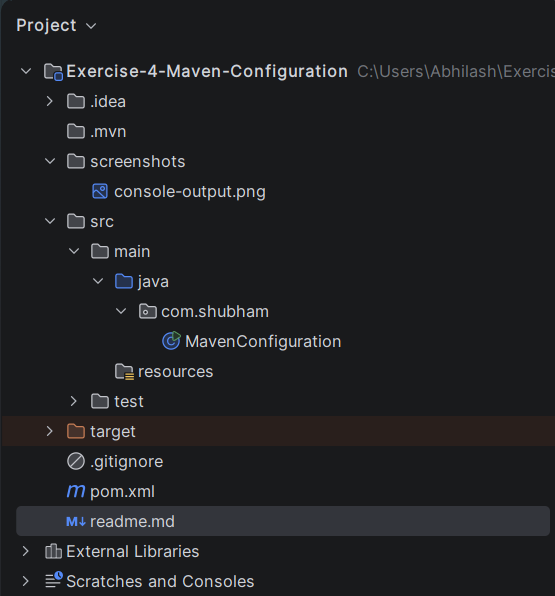 Project
Exercise-4-Maven-Configuration C:\Users\Abhilash\Exercis
.idea
.mvn
screenshots
console-output.png
src
main
java
com.shubham
MavenConfiguration
resources
test
target
.gitignore
m pom.xml
M↓ readme.md
External Libraries
Scratches and Consoles